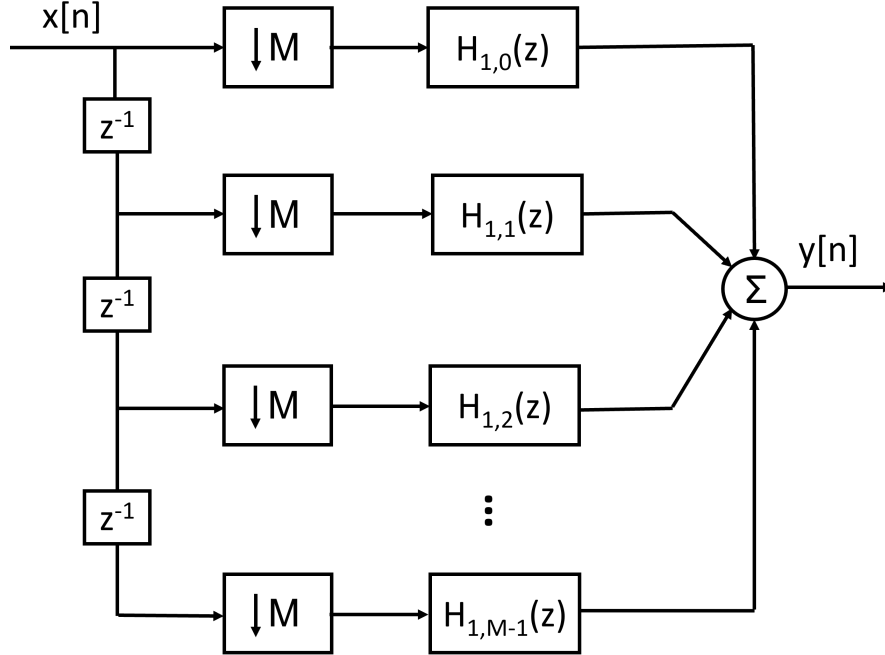 x[n]
↓M
H₁,₀(z)
z⁻¹
↓M
H₁,₁(z)
y[n]
Σ
z⁻¹
↓M
H₁,₂(z)
z⁻¹
↓M
H₁,M-1(z)